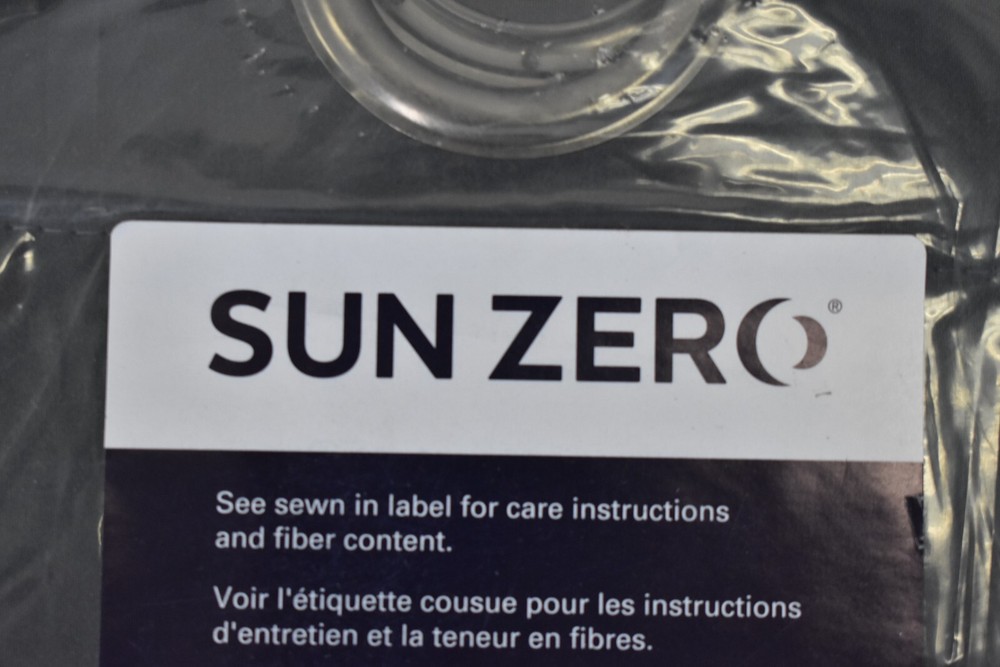 SUN ZERO®
See sewn in label for care instructions
and fiber content.
Voir l'étiquette cousue pour les instructions
d'entretien et la teneur en fibres.